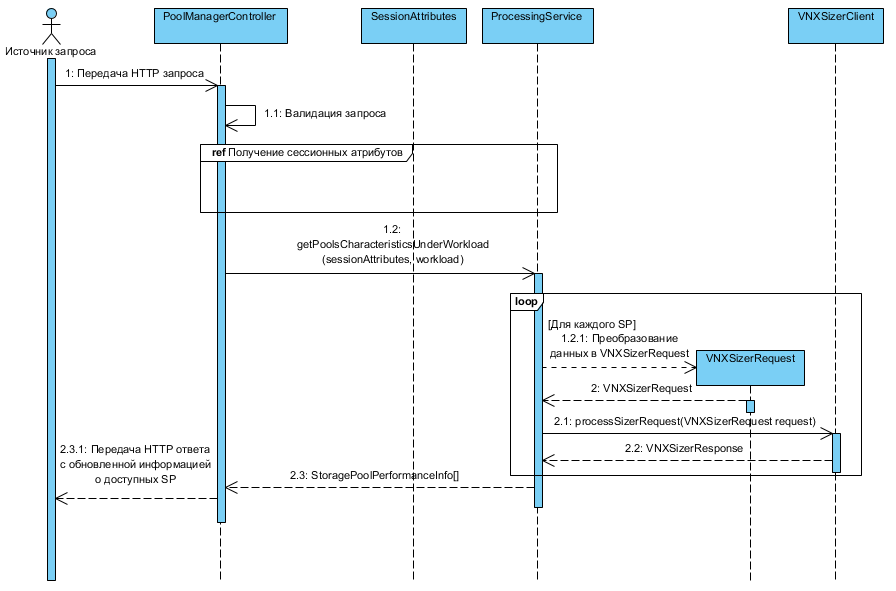 PoolManagerController
SessionAttributes
ProcessingService
VNXSizerClient
Источник запроса
1: Передача HTTP запроса
1.1: Валидация запроса
ref Получение сессионных атрибутов
1.2:
getPoolsCharacteristicsUnderWorkload
(sessionAttributes, workload)
loop
[Для каждого SP]
1.2.1: Преобразование
данных в VNXSizerRequest
VNXSizerRequest
2: VNXSizerRequest
2.1: processSizerRequest(VNXSizerRequest request)
2.2: VNXSizerResponse
2.3: StoragePoolPerformanceInfo[]
2.3.1: Передача HTTP ответа
с обновленной информацией
о доступных SP